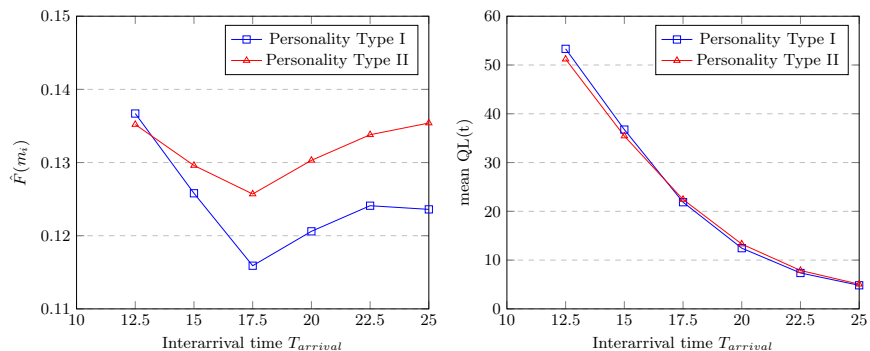 0.15
0.14
0.13
0.12
0.11
F̂(m_i)
10 12.5 15 17.5 20 22.5 25
Interarrival time T_arrival
Personality Type I
Personality Type II
60
50
40
30
20
10
0
mean QL(t)
10 12.5 15 17.5 20 22.5 25
Interarrival time T_arrival
Personality Type I
Personality Type II